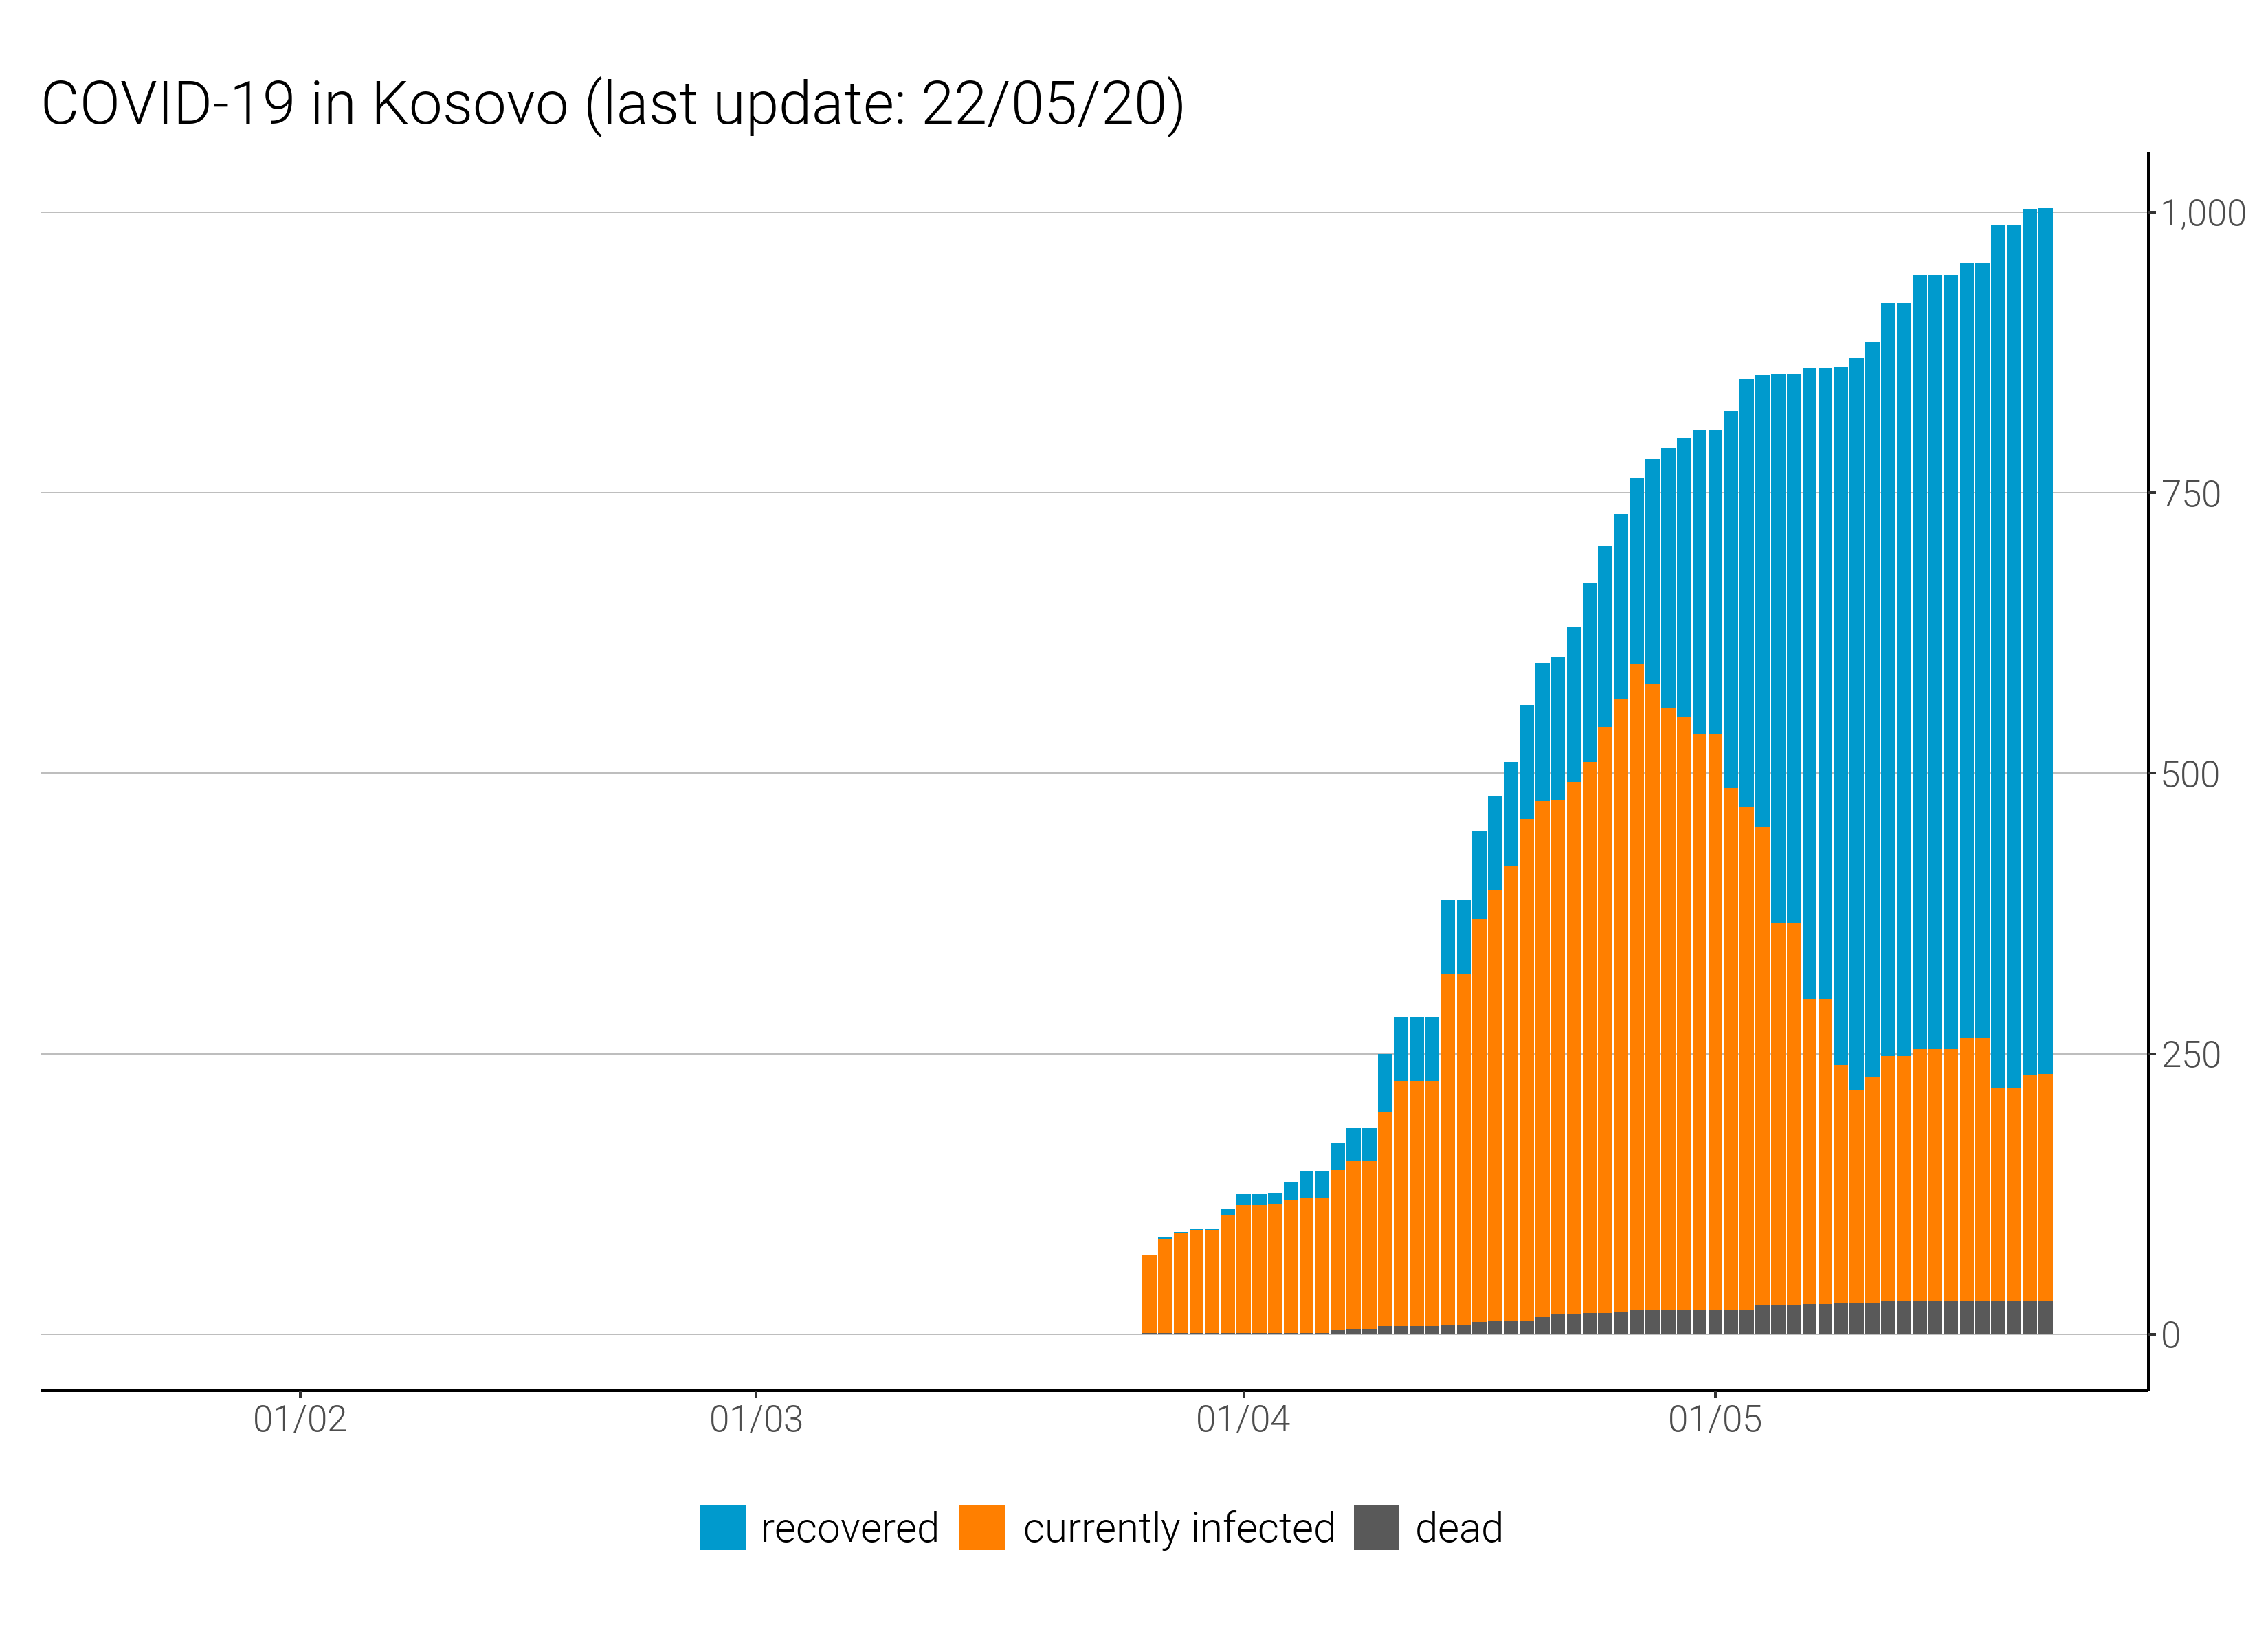 COVID-19 in Kosovo (last update: 22/05/20)
1,000
750
500
250
0
01/02 01/03 01/04 01/05
recovered currently infected dead